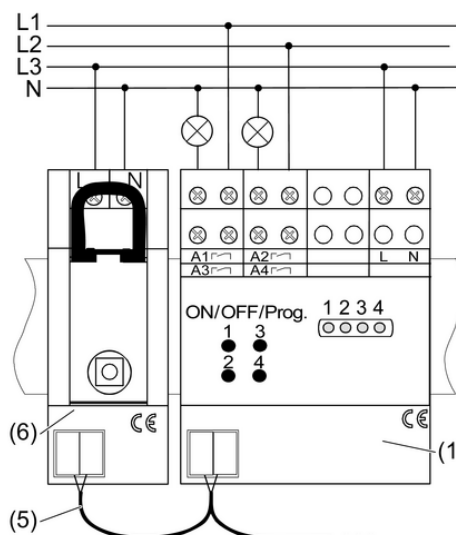 L1
L2
L3
N
L N
A1 A2
A3 A4 L N
ON/OFF/Prog.
1 3
2 4
1 2 3 4
(6)
CE
CE
(1
(5)